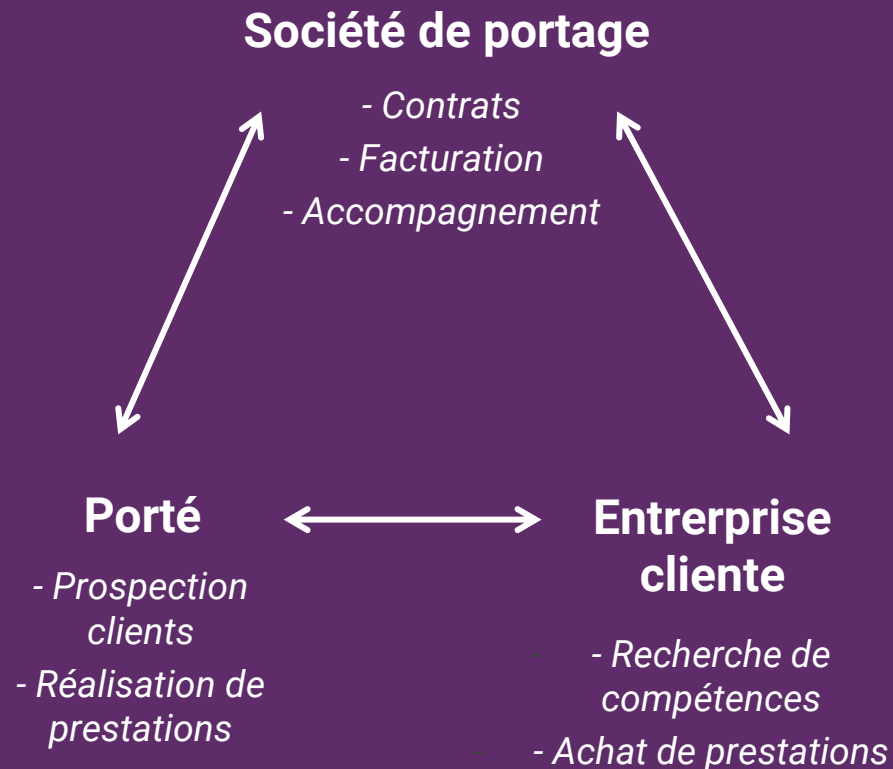 Société de portage
- Contrats
- Facturation
- Accompagnement
Porté
- Prospection
clients
- Réalisation de
prestations
Entrerprise
cliente
- Recherche de
compétences
- Achat de prestations